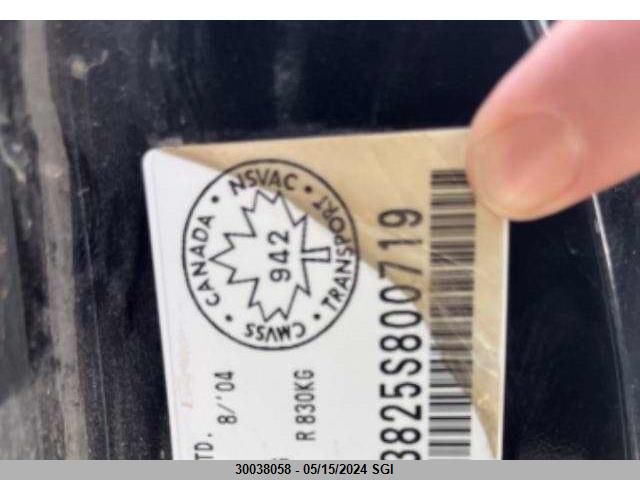 CANADA • NSVAC • TRANSPORT • CMVSS •
942
TD.
8/'04
R 830KG
3825S800719
30038058 - 05/15/2024 SGI